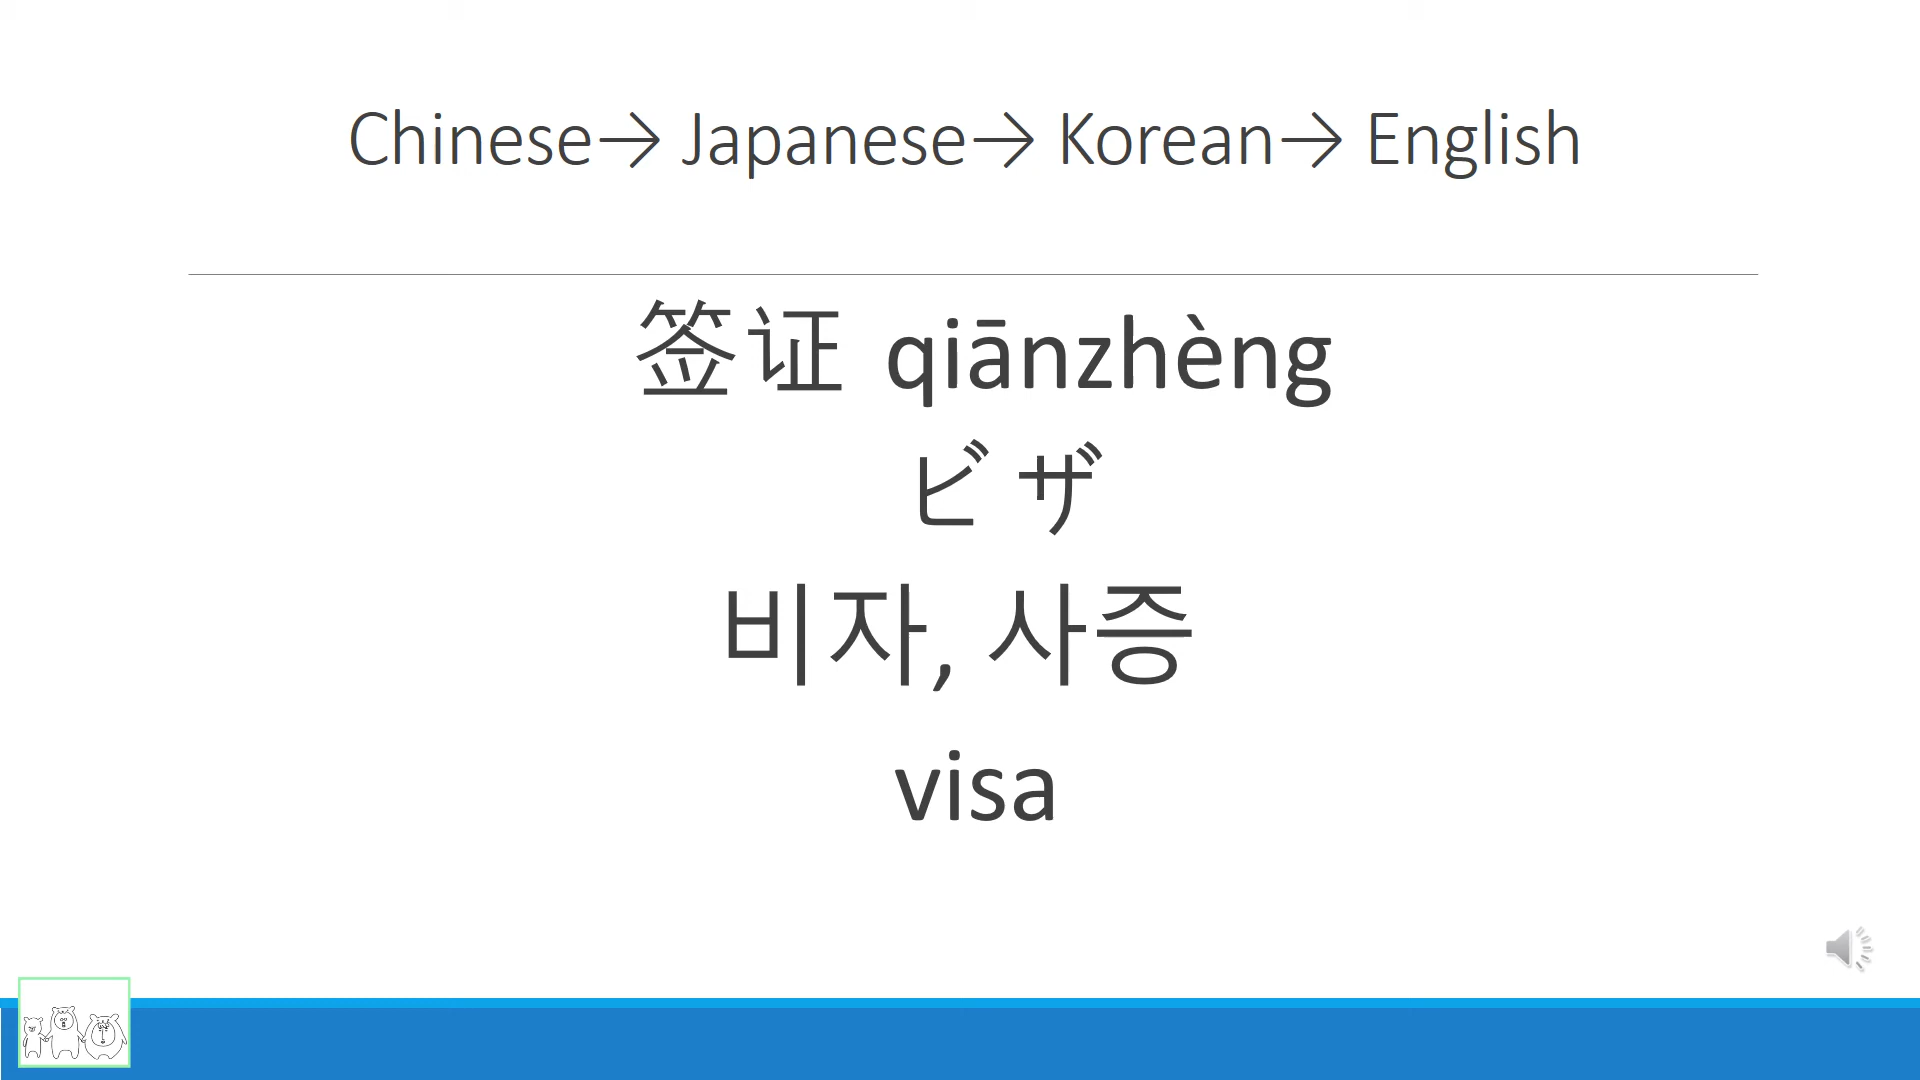 Chinese→ Japanese→ Korean→ English
签证 qiānzhèng
ビザ
비자, 사증
visa